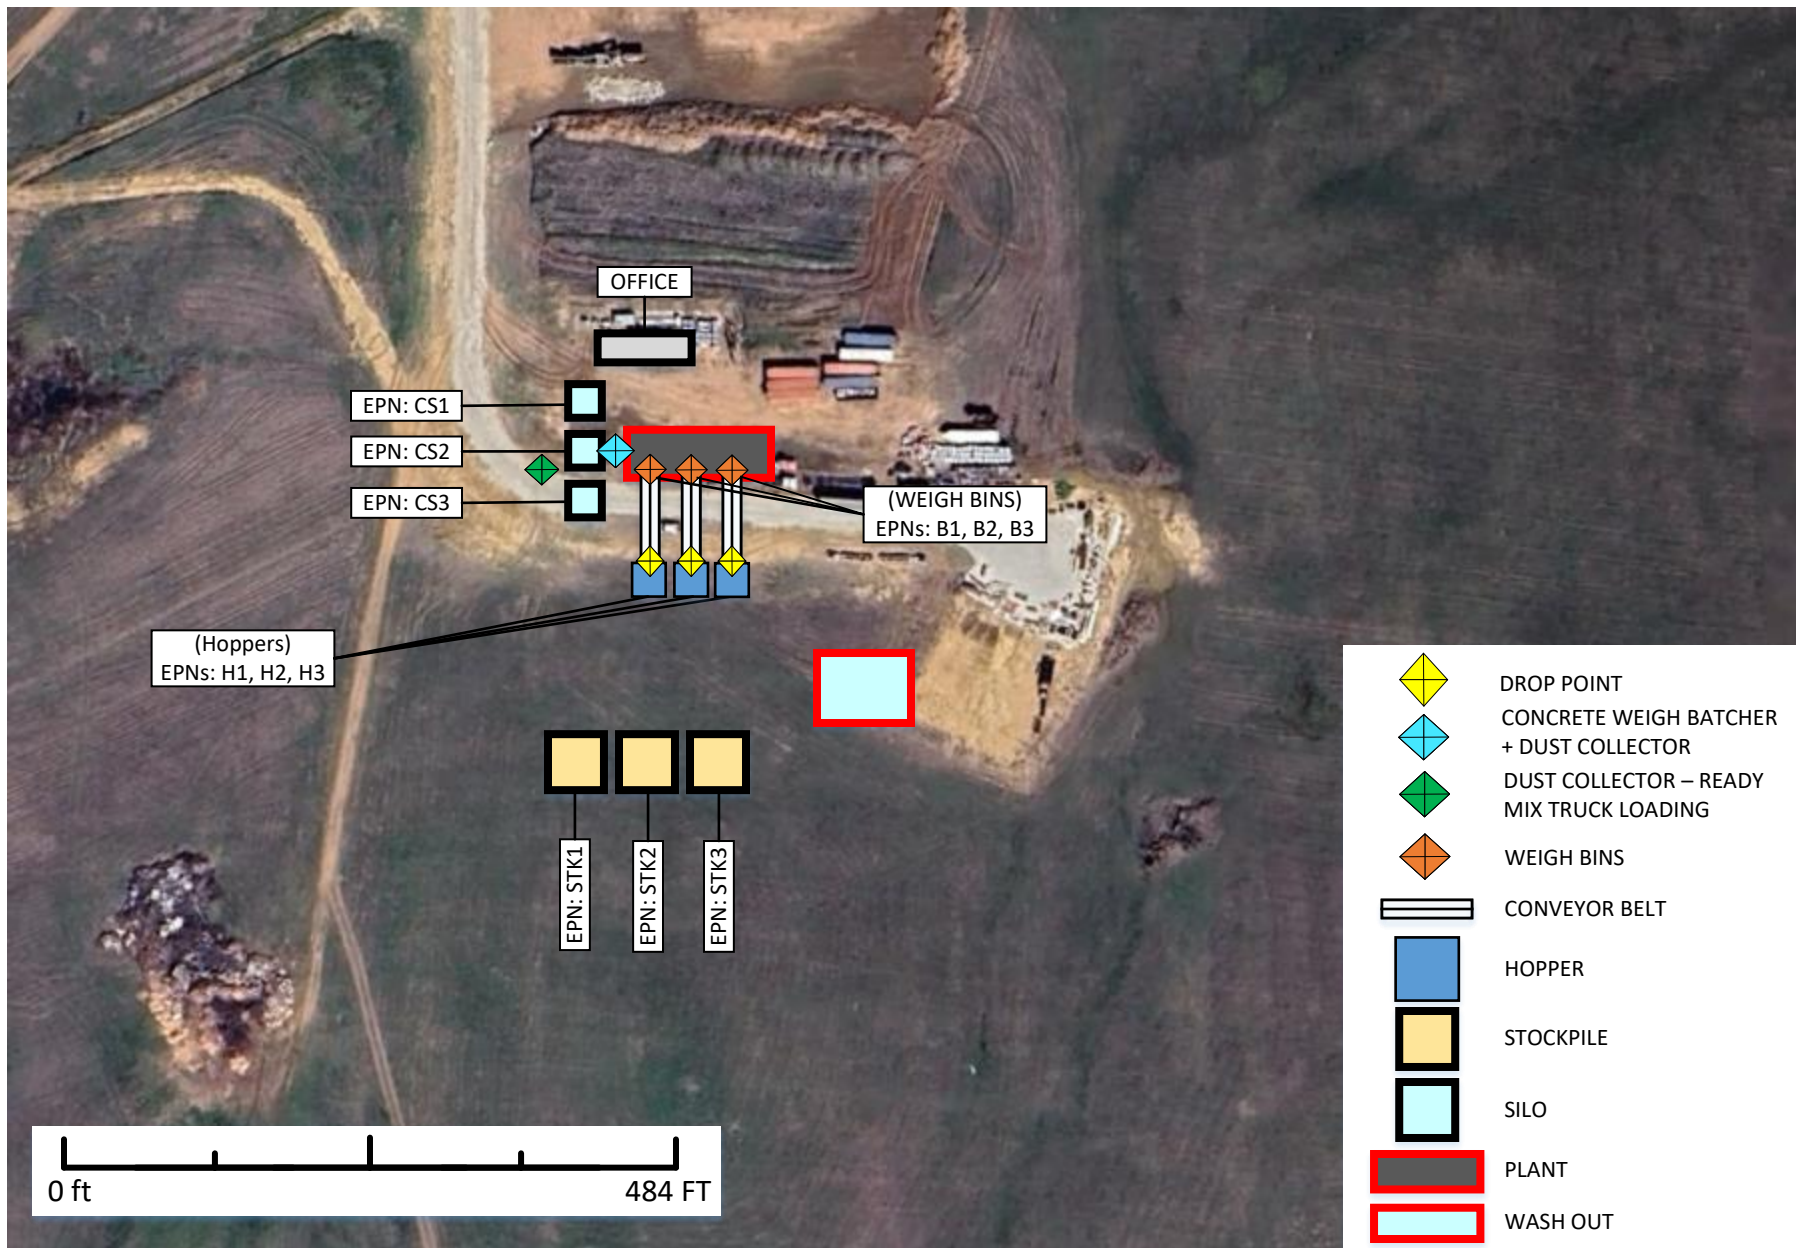 OFFICE
EPN: CS1
EPN: CS2
EPN: CS3
(WEIGH BINS)
EPNs: B1, B2, B3
(Hoppers)
EPNs: H1, H2, H3
EPN: STK1
EPN: STK2
EPN: STK3
DROP POINT
CONCRETE WEIGH BATCHER
+ DUST COLLECTOR
DUST COLLECTOR – READY
MIX TRUCK LOADING
WEIGH BINS
CONVEYOR BELT
HOPPER
STOCKPILE
SILO
PLANT
WASH OUT
0 ft
484 FT